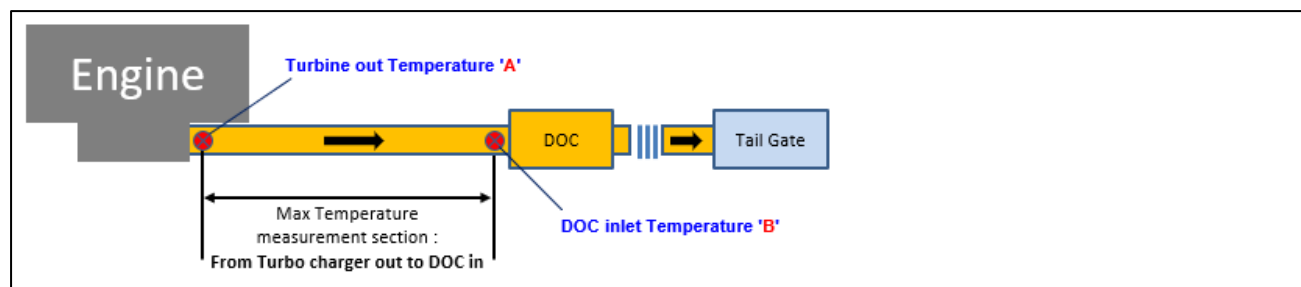 Engine
Turbine out Temperature 'A'
DOC
Tail Gate
Max Temperature
measurement section :
From Turbo charger out to DOC in
DOC inlet Temperature 'B'